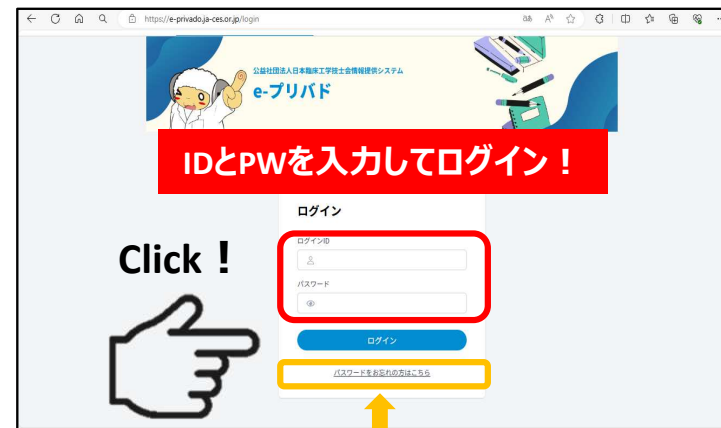 https://e-privado.ja-ces.or.jp/login
公益社団法人日本臨床工学技士会情報提供システム
e-プリバド
IDとPWを入力してログイン！
ログイン
ログインID
Click！
パスワード
ログイン
パスワードをお忘れの方はこちら